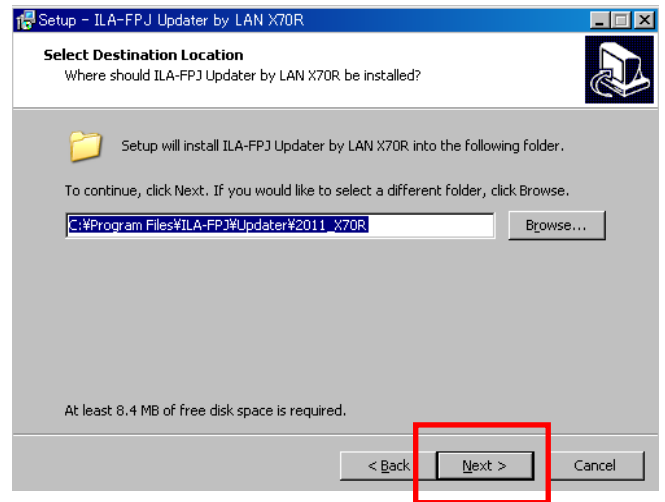 Setup - ILA-FPJ Updater by LAN X70R
Select Destination Location
Where should ILA-FPJ Updater by LAN X70R be installed?
Setup will install ILA-FPJ Updater by LAN X70R into the following folder.
To continue, click Next. If you would like to select a different folder, click Browse.
C:¥Program Files¥ILA-FPJ¥Updater¥2011_X70R
Browse...
At least 8.4 MB of free disk space is required.
< Back
Next >
Cancel